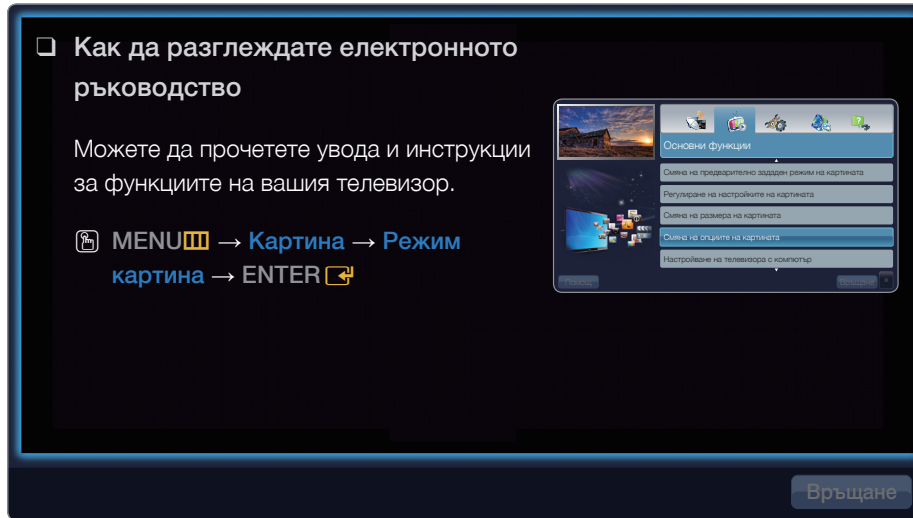 Как да разглеждате електронното
ръководство
Можете да прочетете увода и инструкции
за функциите на вашия телевизор.
MENU → Картина → Режим
картина → ENTER
Основни функции
Смяна на предварително зададен режим на картината
Регулиране на настройките на картината
Смяна на размера на картината
Смяна на опциите на картината
Настройване на телевизора с компютър
Връщане
Връщане